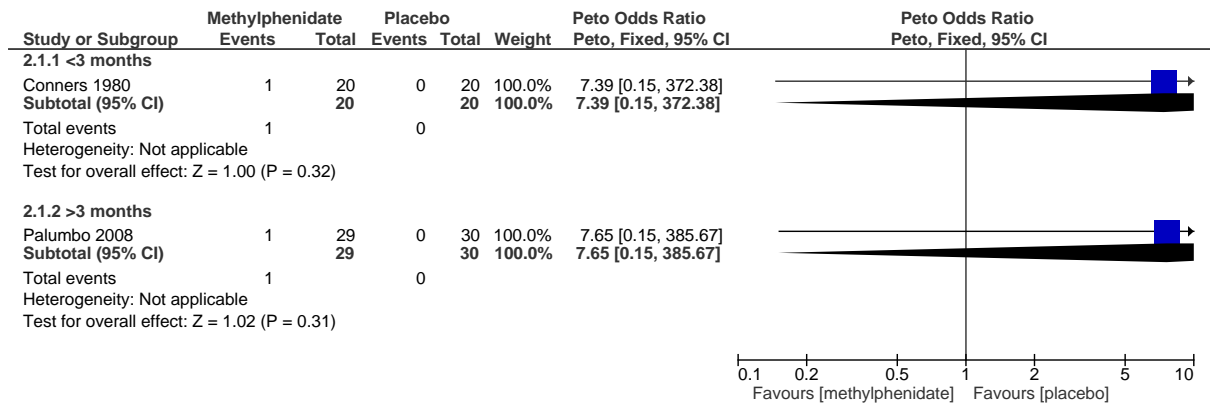 Methylphenidate Placebo Peto Odds Ratio Peto Odds Ratio
Study or Subgroup Events Total Events Total Weight Peto, Fixed, 95% CI Peto, Fixed, 95% CI
2.1.1 <3 months
Conners 1980 1 20 0 20 100.0% 7.39 [0.15, 372.38]
Subtotal (95% CI) 20 20 100.0% 7.39 [0.15, 372.38]
Total events 1 0
Heterogeneity: Not applicable
Test for overall effect: Z = 1.00 (P = 0.32)
2.1.2 >3 months
Palumbo 2008 1 29 0 30 100.0% 7.65 [0.15, 385.67]
Subtotal (95% CI) 29 30 100.0% 7.65 [0.15, 385.67]
Total events 1 0
Heterogeneity: Not applicable
Test for overall effect: Z = 1.02 (P = 0.31)
0.1 0.2 0.5 1 2 5 10
Favours [methylphenidate] Favours [placebo]